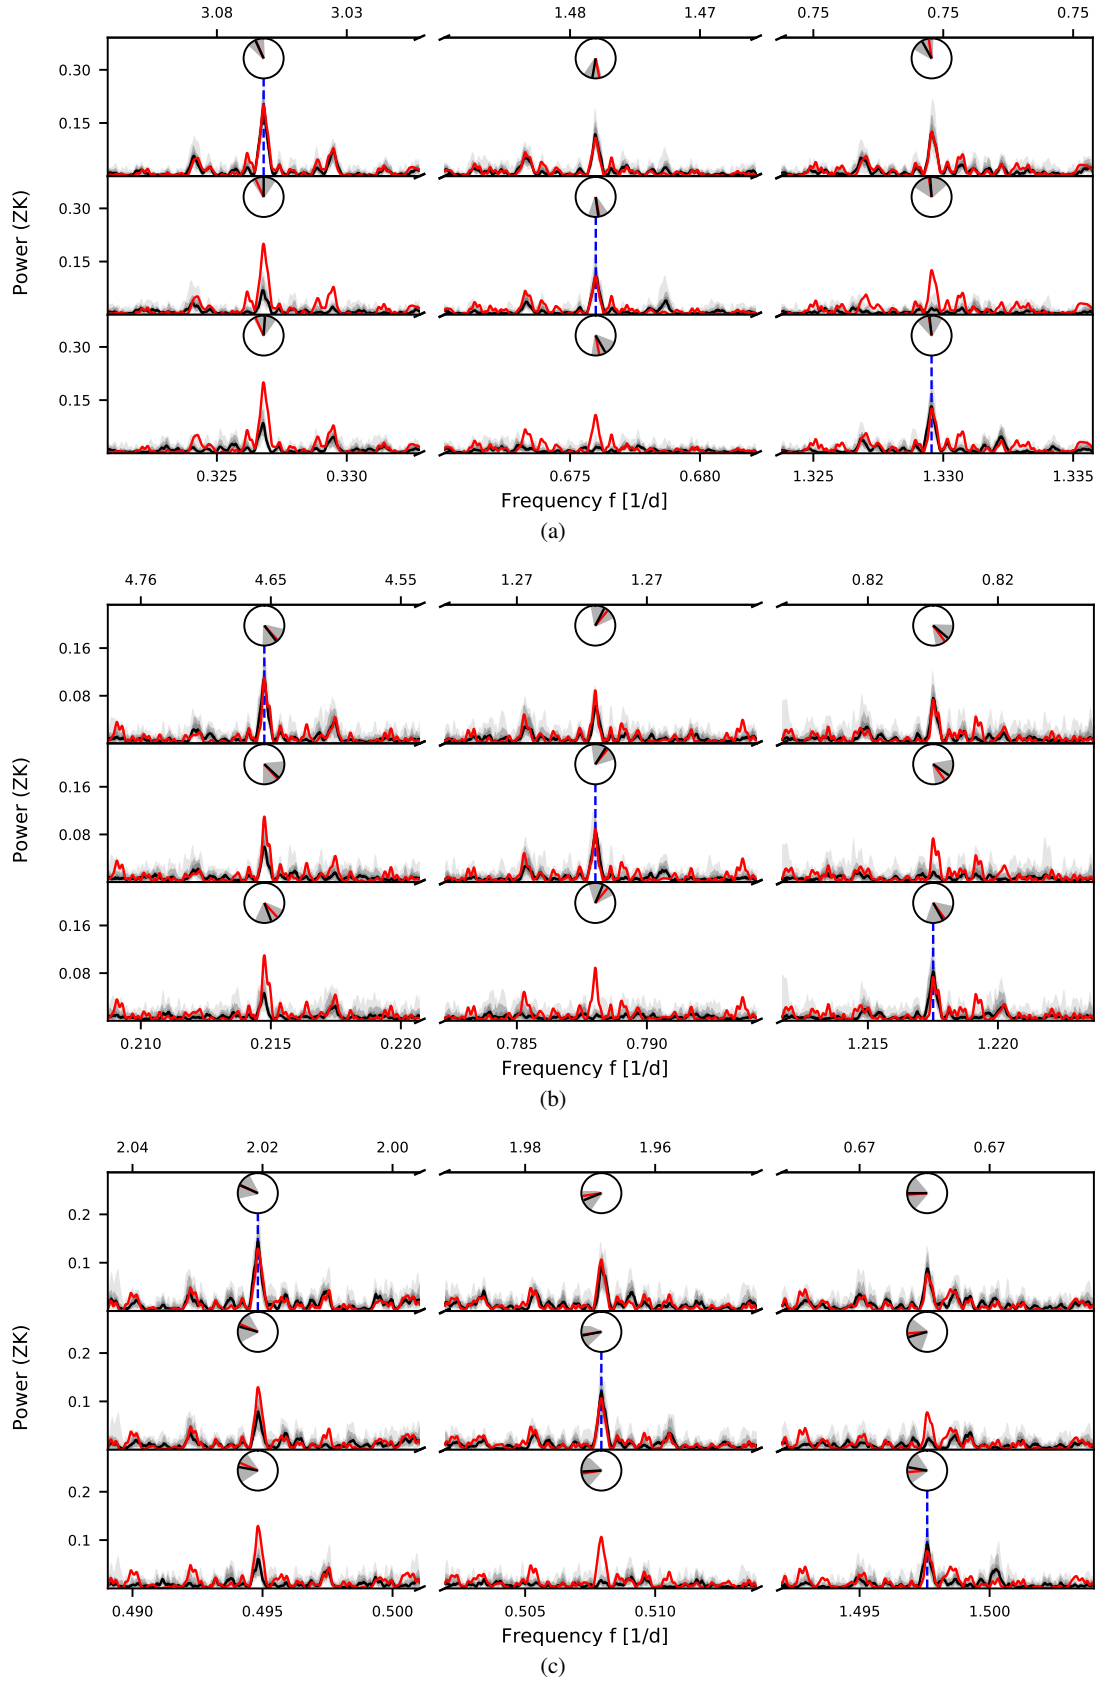 3.08 3.03 1.48 1.47 0.75 0.75 0.75
0.30
0.15
0.30
0.15
0.30
0.15
Power (ZK)
0.325 0.330 0.675 0.680 1.325 1.330 1.335
Frequency f [1/d]
(a)
4.76 4.65 4.55 1.27 1.27 0.82 0.82
0.16
0.08
0.16
0.08
0.16
0.08
Power (ZK)
0.210 0.215 0.220 0.785 0.790 1.215 1.220
Frequency f [1/d]
(b)
2.04 2.02 2.00 1.98 1.96 0.67 0.67
0.2
0.1
0.2
0.1
0.2
0.1
Power (ZK)
0.490 0.495 0.500 0.505 0.510 1.495 1.500
Frequency f [1/d]
(c)